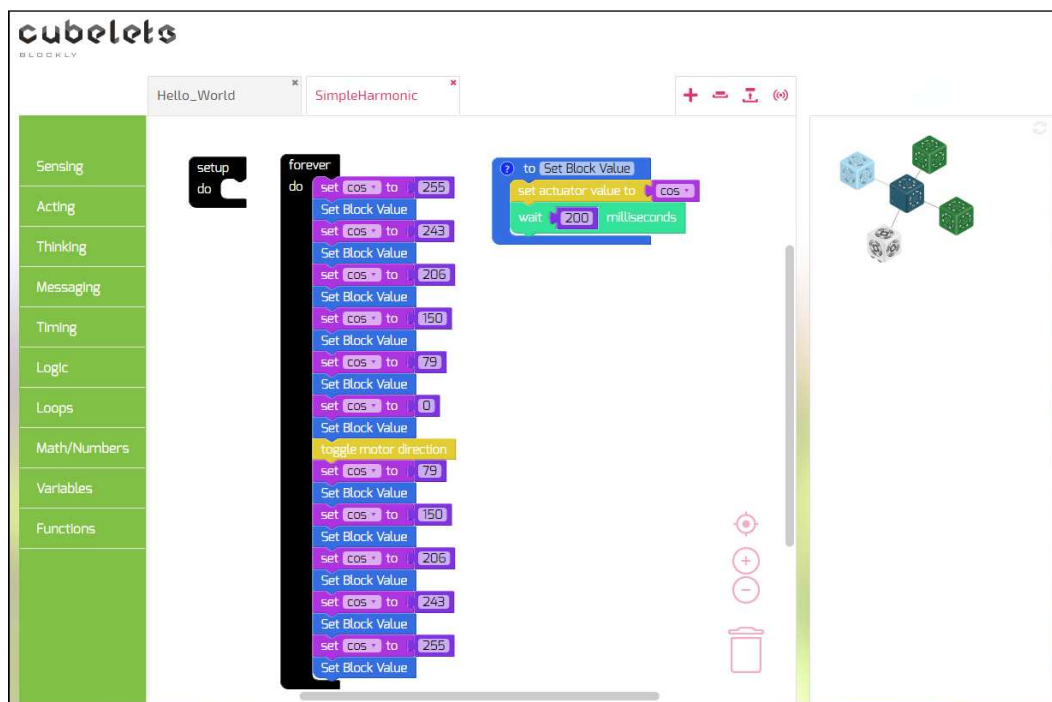 cubelets
BLOCKLY
Hello_World
SimpleHarmonic
Sensing
Acting
Thinking
Messaging
Timing
Logic
Loops
Math/Numbers
Variables
Functions
setup
do
forever
do
set cos to 255
Set Block Value
set cos to 243
Set Block Value
set cos to 206
Set Block Value
set cos to 150
Set Block Value
set cos to 79
Set Block Value
set cos to 0
Set Block Value
toggle motor direction
set cos to 79
Set Block Value
set cos to 150
Set Block Value
set cos to 206
Set Block Value
set cos to 243
Set Block Value
set cos to 255
Set Block Value
? to Set Block Value
set actuator value to cos
wait 200 milliseconds